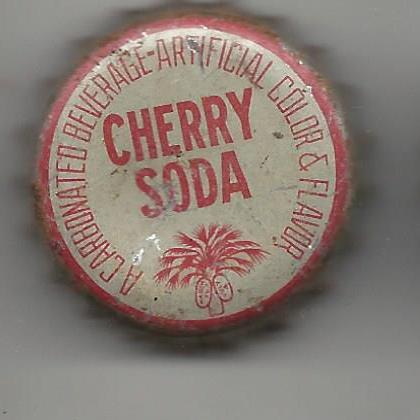 A CARBONATED BEVERAGE-ARTIFICIAL COLOR & FLAVOR
CHERRY
SODA